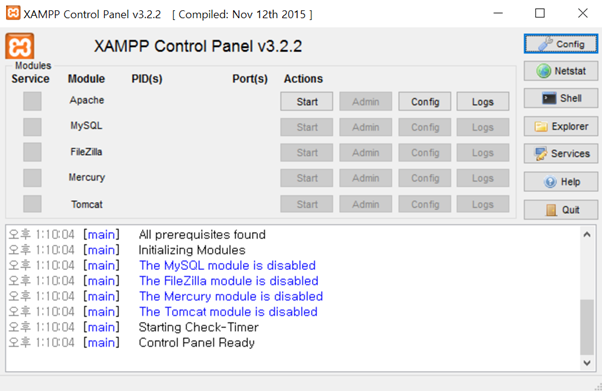 XAMPP Control Panel v3.2.2 [ Compiled: Nov 12th 2015 ]
XAMPP Control Panel v3.2.2
Config
Modules
Service Module PID(s) Port(s) Actions
Netstat
Apache Start Admin Config Logs
Shell
MySQL Start Admin Config Logs
Explorer
FileZilla Start Admin Config Logs
Services
Mercury Start Admin Config Logs
Help
Tomcat Start Admin Config Logs
Quit
오후 1:10:04 [main] All prerequisites found
오후 1:10:04 [main] Initializing Modules
오후 1:10:04 [main] The MySQL module is disabled
오후 1:10:04 [main] The FileZilla module is disabled
오후 1:10:04 [main] The Mercury module is disabled
오후 1:10:04 [main] The Tomcat module is disabled
오후 1:10:04 [main] Starting Check-Timer
오후 1:10:04 [main] Control Panel Ready